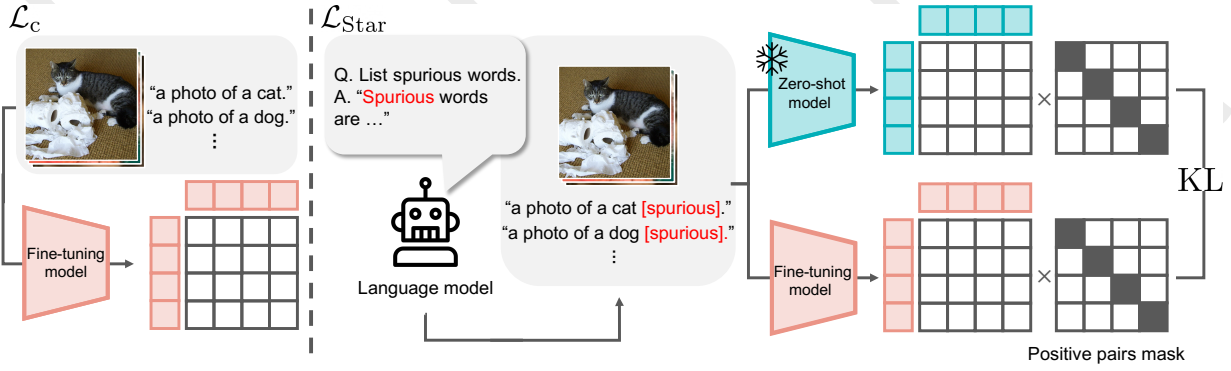 ℒc
“a photo of a cat.”
“a photo of a dog.”
⋮
Fine-tuning
model
ℒStar
Q. List spurious words.
A. “Spurious words
are …”
Language model
“a photo of a cat [spurious].”
“a photo of a dog [spurious].”
⋮
Zero-shot
model
×
Fine-tuning
model
×
KL
Positive pairs mask